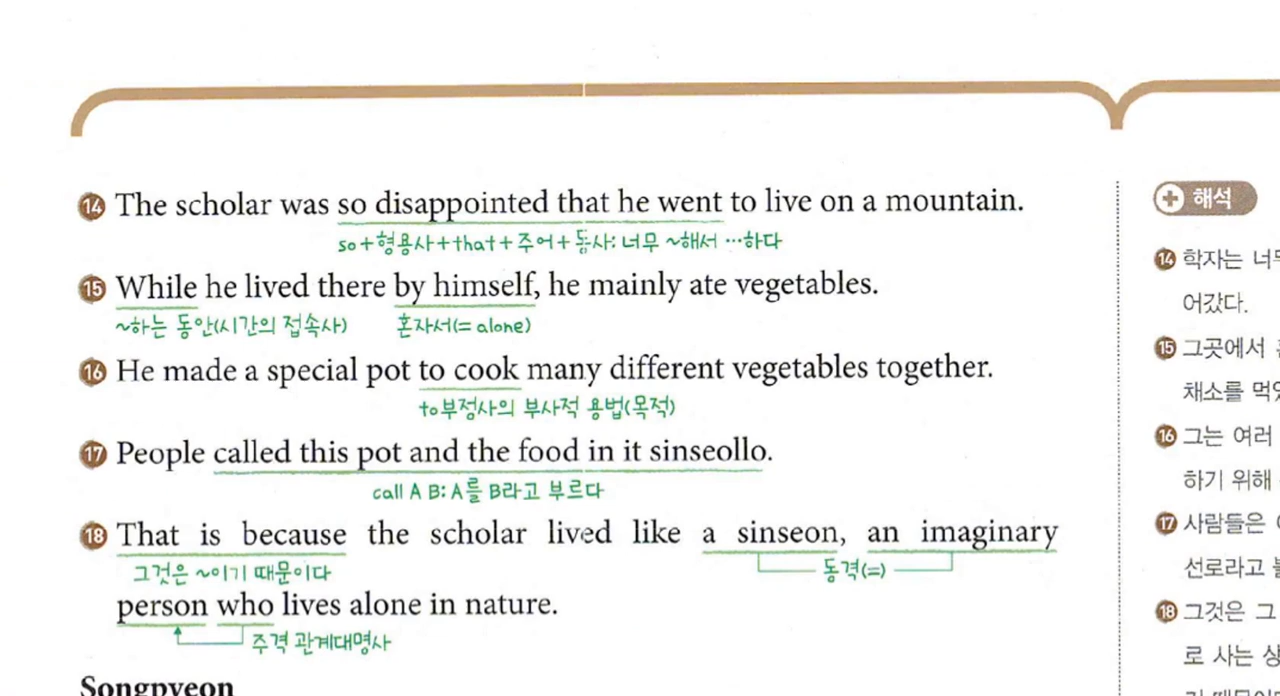 ⑭ The scholar was so disappointed that he went to live on a mountain.
so+형용사+that+주어+동사: 너무 ~해서 …하다
⑮ While he lived there by himself, he mainly ate vegetables.
~하는 동안(시간의 접속사) 혼자서(= alone)
⑯ He made a special pot to cook many different vegetables together.
to부정사의 부사적 용법(목적)
⑰ People called this pot and the food in it sinseollo.
call A B: A를 B라고 부르다
⑱ That is because the scholar lived like a sinseon, an imaginary
그것은 ~이기 때문이다 동격(=)
person who lives alone in nature.
주격 관계대명사
Songpyeon
해석
⑭ 학자는 너무
어갔다.
⑮ 그곳에서
채소를 먹었
⑯ 그는 여러
하기 위해
⑰ 사람들은
선로라고
⑱ 그것은 그
로 사는